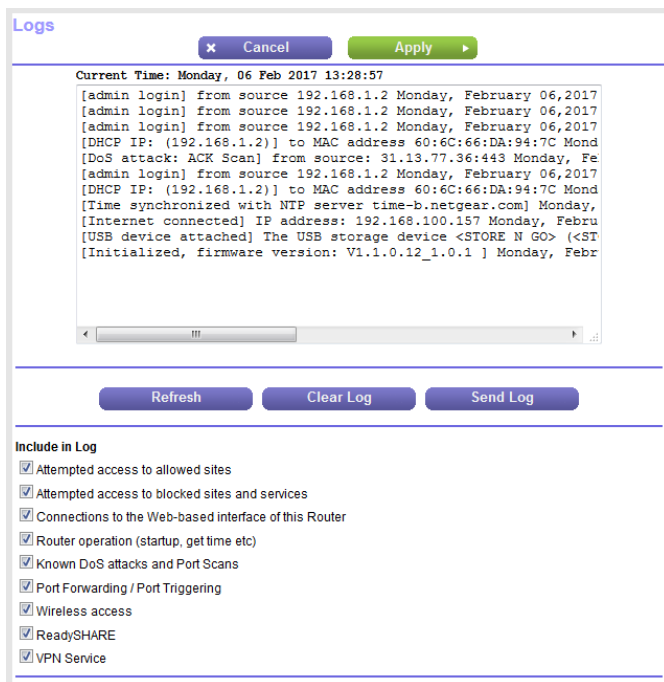 Logs
Cancel Apply
Current Time: Monday, 06 Feb 2017 13:28:57
[admin login] from source 192.168.1.2 Monday, February 06,2017
[admin login] from source 192.168.1.2 Monday, February 06,2017
[admin login] from source 192.168.1.2 Monday, February 06,2017
[DHCP IP: (192.168.1.2)] to MAC address 60:6C:66:DA:94:7C Mond
[DoS attack: ACK Scan] from source: 31.13.77.36:443 Monday, Fe
[admin login] from source 192.168.1.2 Monday, February 06,2017
[DHCP IP: (192.168.1.2)] to MAC address 60:6C:66:DA:94:7C Mond
[Time synchronized with NTP server time-b.netgear.com] Monday,
[Internet connected] IP address: 192.168.100.157 Monday, Febru
[USB device attached] The USB storage device <STORE N GO> (<ST
[Initialized, firmware version: V1.1.0.12_1.0.1 ] Monday, Febr
Refresh Clear Log Send Log
Include in Log
Attempted access to allowed sites
Attempted access to blocked sites and services
Connections to the Web-based interface of this Router
Router operation (startup, get time etc)
Known DoS attacks and Port Scans
Port Forwarding / Port Triggering
Wireless access
ReadySHARE
VPN Service